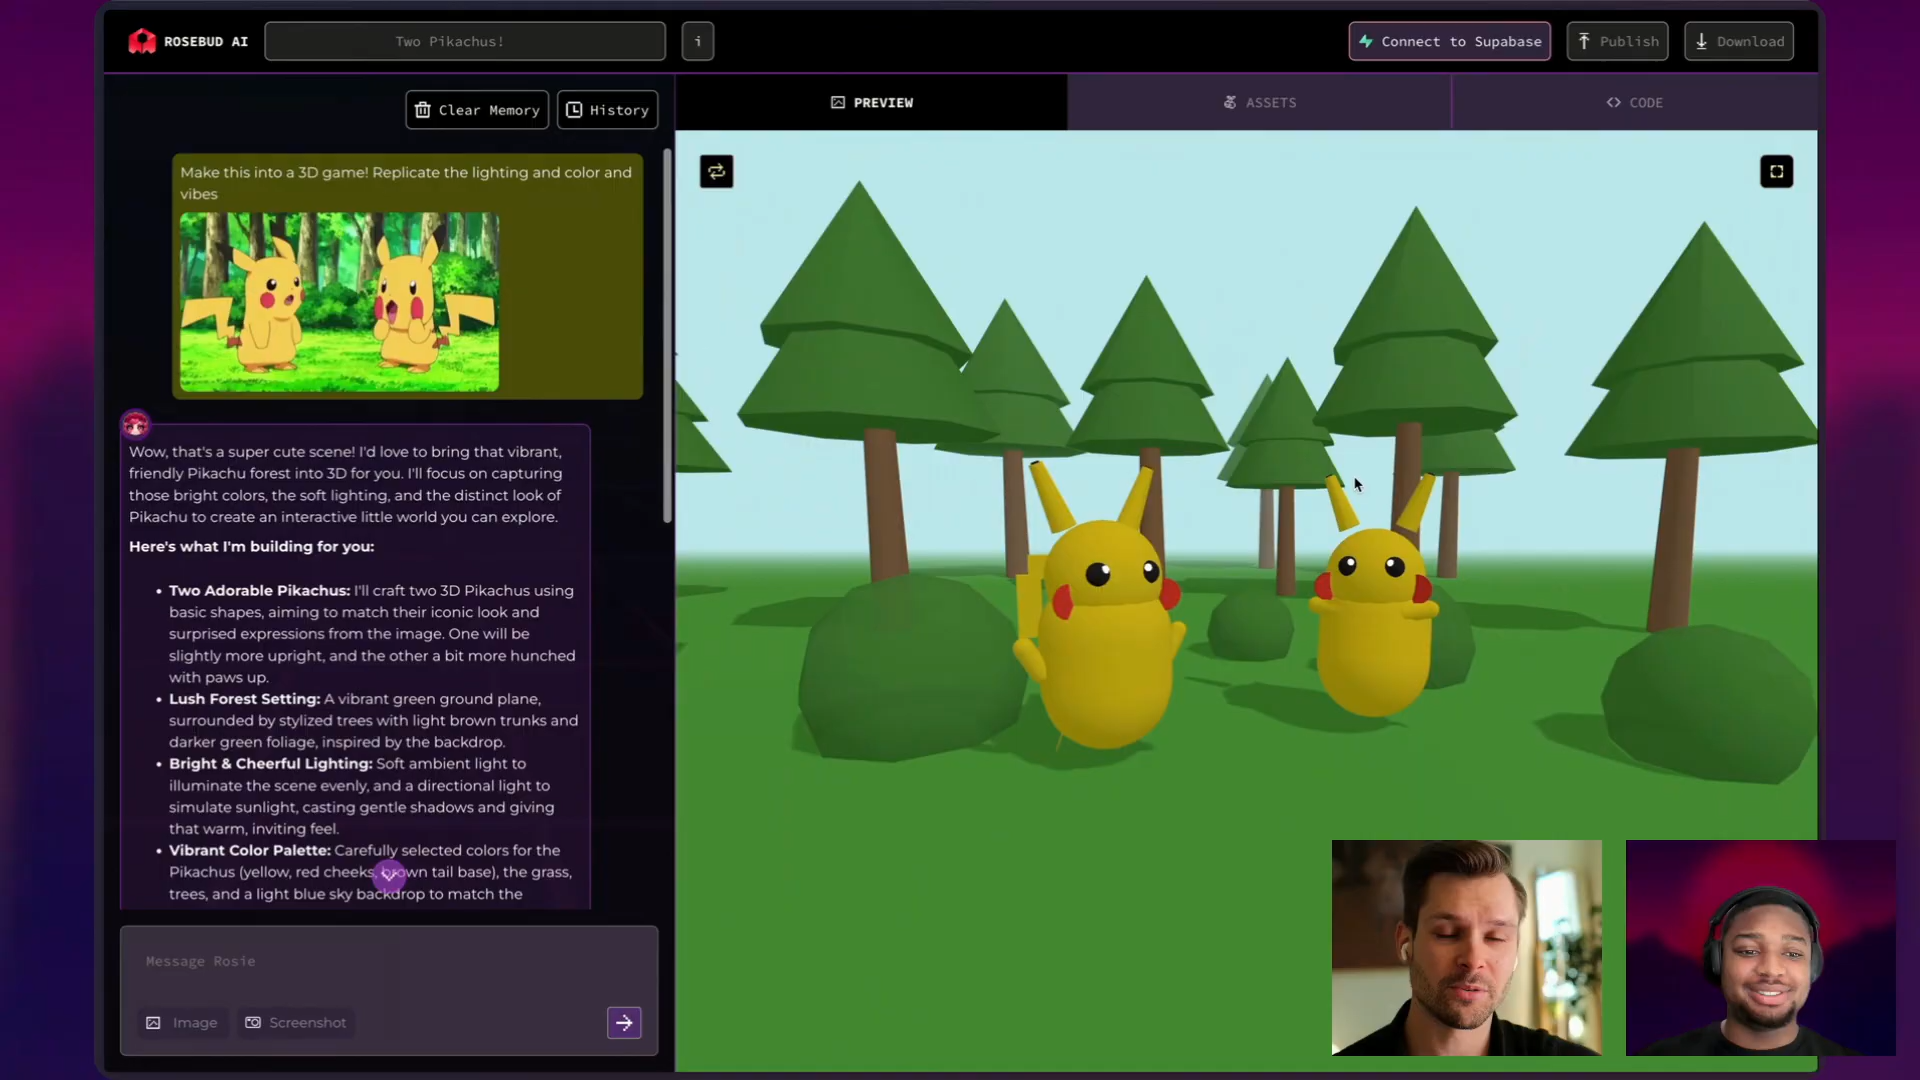 ROSEBUD AI
Two Pikachus!
i
Connect to Supabase
Publish
Download
Clear Memory
History
PREVIEW
ASSETS
CODE
Make this into a 3D game! Replicate the lighting and color and
vibes
Wow, that's a super cute scene! I'd love to bring that vibrant,
friendly Pikachu forest into 3D for you. I'll focus on capturing
those bright colors, the soft lighting, and the distinct look of
Pikachu to create an interactive little world you can explore.
Here's what I'm building for you:
• Two Adorable Pikachus: I'll craft two 3D Pikachus using
basic shapes, aiming to match their iconic look and
surprised expressions from the image. One will be
slightly more upright, and the other a bit more hunched
with paws up.
• Lush Forest Setting: A vibrant green ground plane,
surrounded by stylized trees with light brown trunks and
darker green foliage, inspired by the backdrop.
• Bright & Cheerful Lighting: Soft ambient light to
illuminate the scene evenly, and a directional light to
simulate sunlight, casting gentle shadows and giving
that warm, inviting feel.
• Vibrant Color Palette: Carefully selected colors for the
Pikachus (yellow, red cheeks, brown tail base), the grass,
trees, and a light blue sky backdrop to match the
Message Rosie
Image
Screenshot